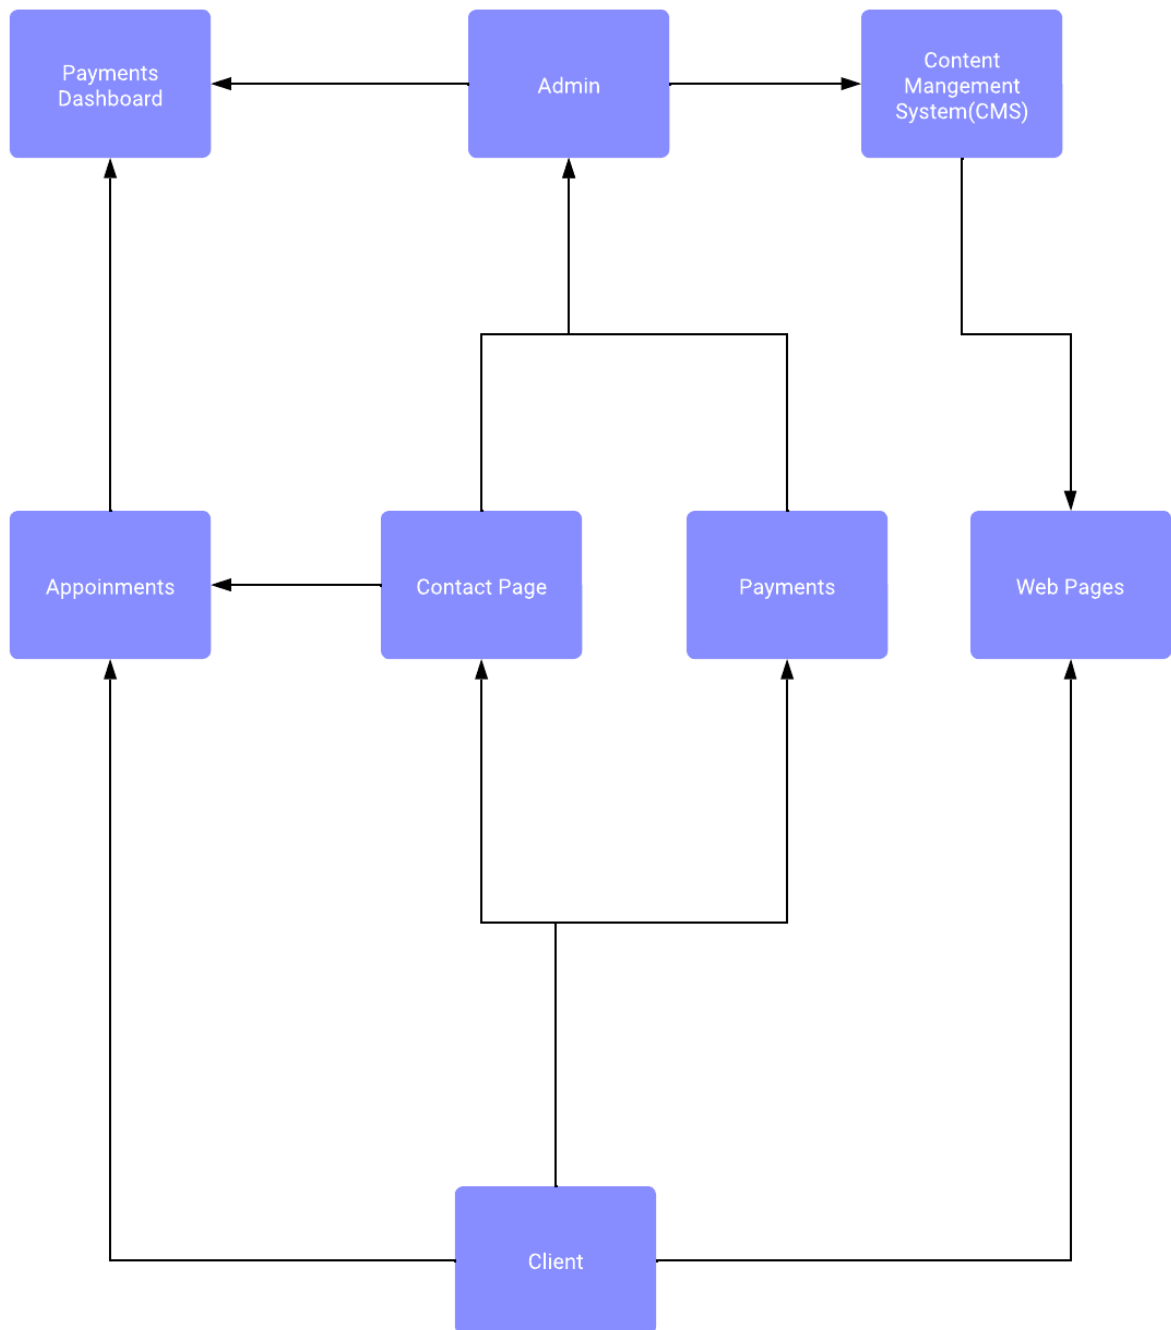 Payments
Dashboard
Admin
Content
Mangement
System(CMS)
Appoinments
Contact Page
Payments
Web Pages
Client